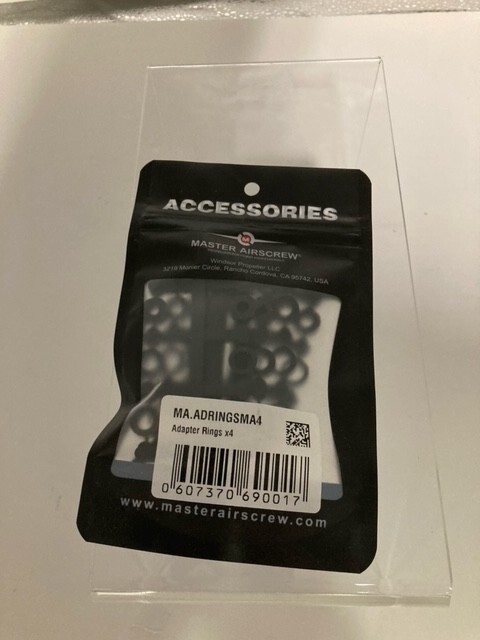 ACCESSORIES
MASTER AIRSCREW
Windsor Propeller LLC
3219 Monier Circle, Rancho Cordova, CA 95742, USA
MA.ADRINGSMA4
Adapter Rings x4
0 607370 690017
www.masterairscrew.com